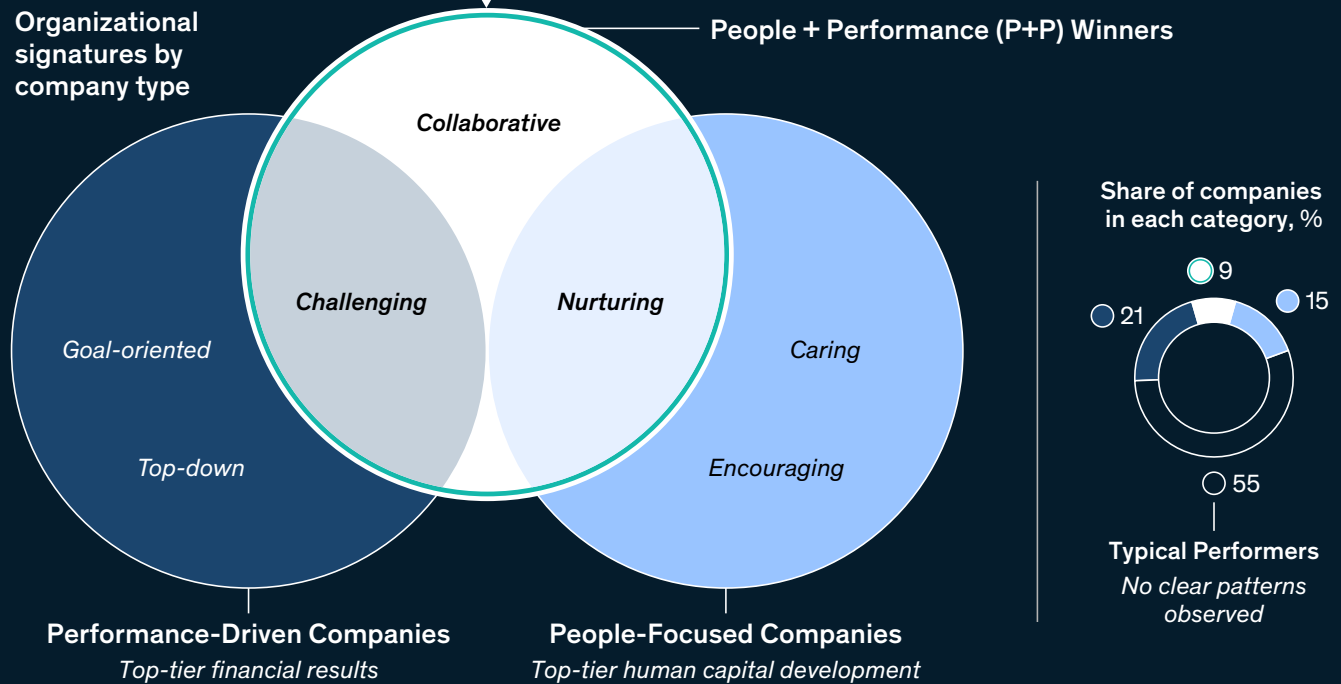 Organizational
signatures by
company type
People + Performance (P+P) Winners
Collaborative
Challenging
Nurturing
Goal-oriented
Caring
Top-down
Encouraging
Performance-Driven Companies
Top-tier financial results
People-Focused Companies
Top-tier human capital development
Share of companies
in each category, %
9
15
21
55
Typical Performers
No clear patterns
observed